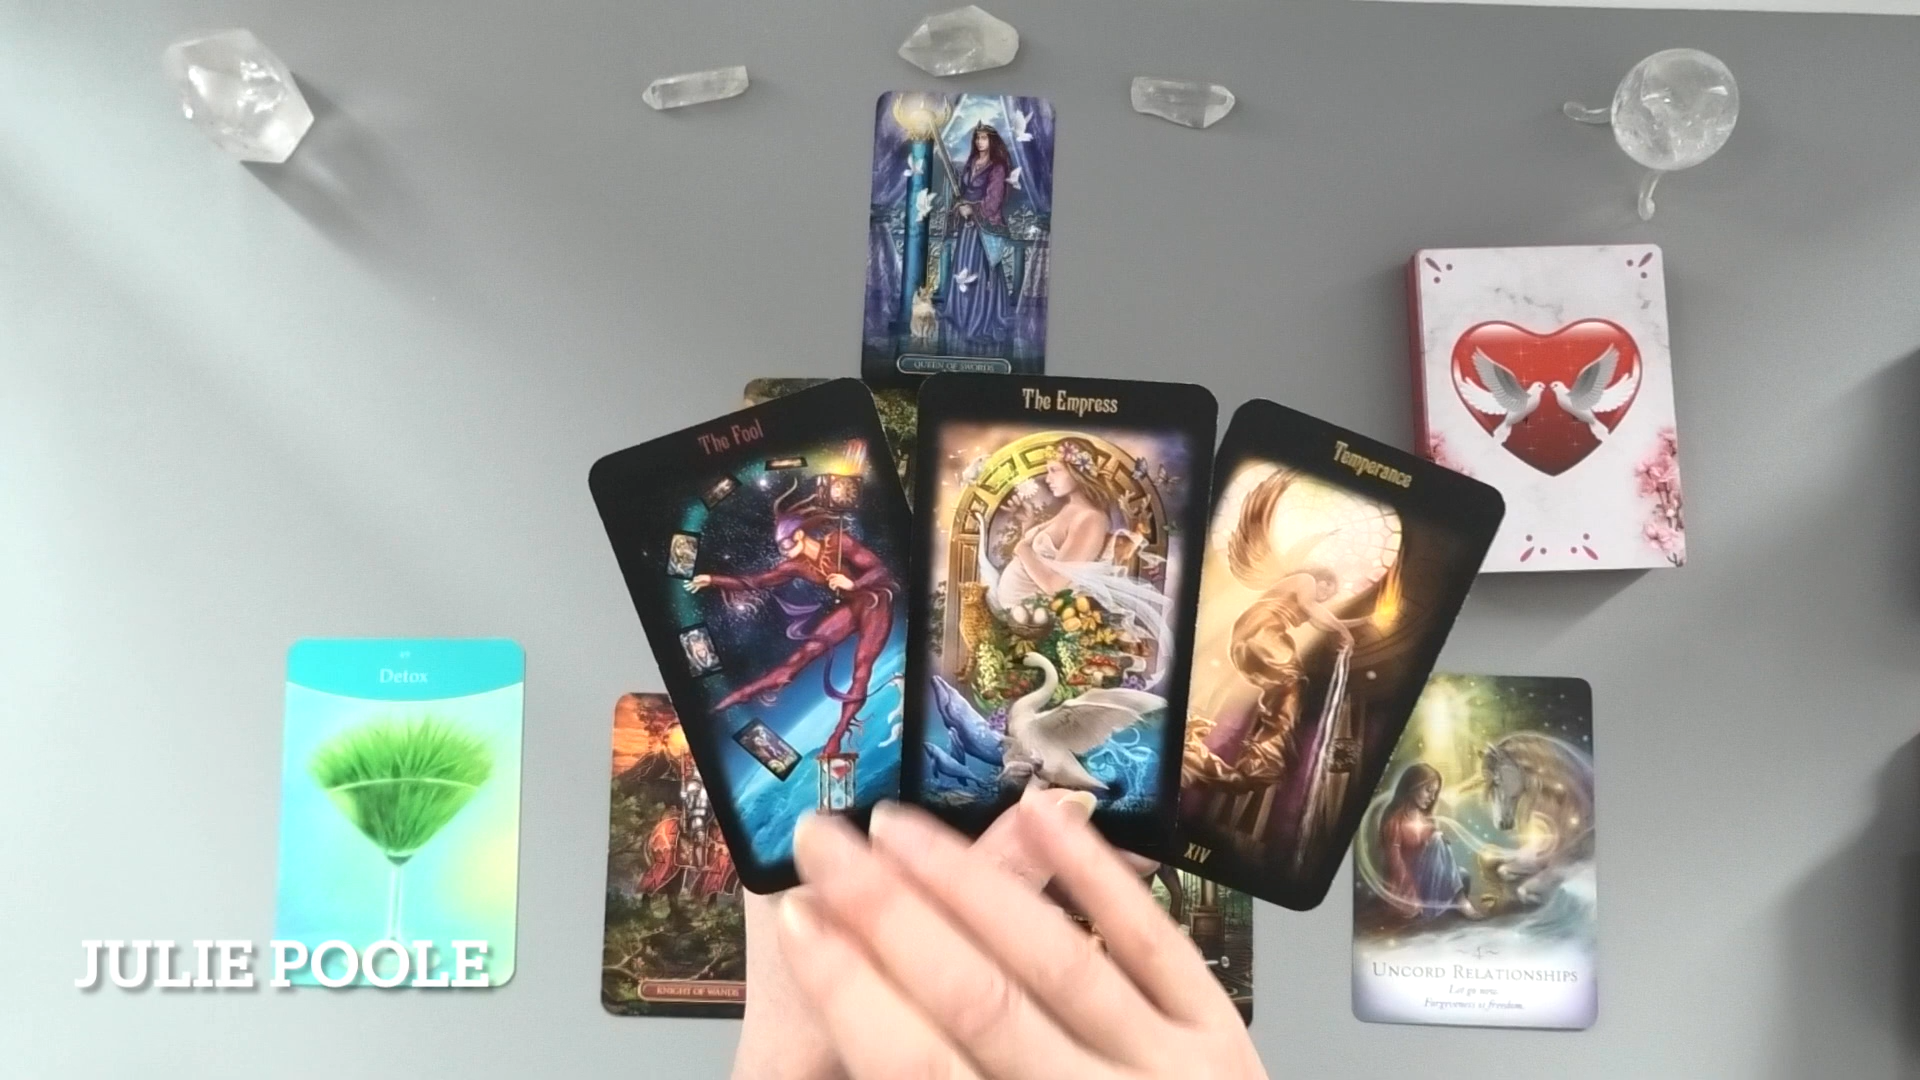 QUEEN OF SWORDS
The Fool
The Empress
Temperance
Detox
XIV
KNIGHT OF WANDS
UNCORD RELATIONSHIPS
Let go now.
Forgiveness is freedom.
JULIE POOLE